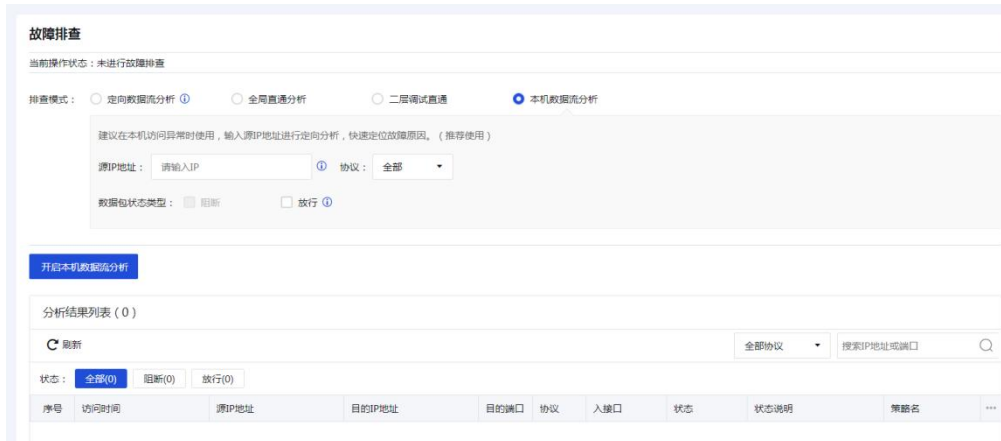 故障排查
当前操作状态：未进行故障排查
排查模式： 定向数据流分析 全局直通分析 二层调试直通 本机数据流分析
建议在本机访问异常时使用，输入源IP地址进行定向分析，快速定位故障原因。（推荐使用）
源IP地址： 请输入IP 协议： 全部
数据包状态类型： 阻断 放行
开启本机数据流分析
分析结果列表（0）
刷新 全部协议 搜索IP地址或端口
状态： 全部(0) 阻断(0) 放行(0)
序号 访问时间 源IP地址 目的IP地址 目的端口 协议 入接口 状态 状态说明 策略名